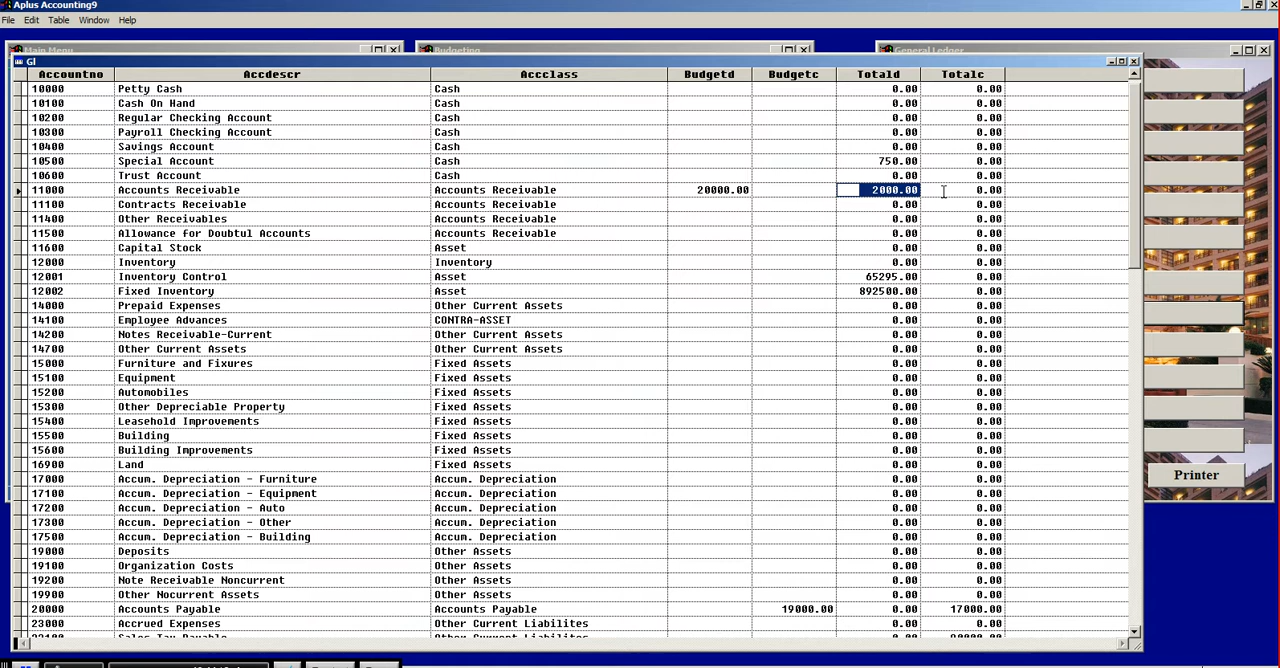 Aplus Accounting9
File Edit Table Window Help
Main Menu Budgeting General Ledger
Gl
Accountno Accdescr Accclass Budgetd Budgetc Totald Totalc
10000 Petty Cash Cash 0.00 0.00
10100 Cash On Hand Cash 0.00 0.00
10200 Regular Checking Account Cash 0.00 0.00
10300 Payroll Checking Account Cash 0.00 0.00
10400 Savings Account Cash 0.00 0.00
10500 Special Account Cash 750.00 0.00
10600 Trust Account Cash 0.00 0.00
11000 Accounts Receivable Accounts Receivable 20000.00 2000.00 0.00
11100 Contracts Receivable Accounts Receivable 0.00 0.00
11400 Other Receivables Accounts Receivable 0.00 0.00
11500 Allowance for Doubtul Accounts Accounts Receivable 0.00 0.00
11600 Capital Stock Asset 0.00 0.00
12000 Inventory Inventory 0.00 0.00
12001 Inventory Control Asset 65295.00 0.00
12002 Fixed Inventory Asset 892500.00 0.00
14000 Prepaid Expenses Other Current Assets 0.00 0.00
14100 Employee Advances CONTRA-ASSET 0.00 0.00
14200 Notes Receivable-Current Other Current Assets 0.00 0.00
14700 Other Current Assets Other Current Assets 0.00 0.00
15000 Furniture and Fixures Fixed Assets 0.00 0.00
15100 Equipment Fixed Assets 0.00 0.00
15200 Automobiles Fixed Assets 0.00 0.00
15300 Other Depreciable Property Fixed Assets 0.00 0.00
15400 Leasehold Improvements Fixed Assets 0.00 0.00
15500 Building Fixed Assets 0.00 0.00
15600 Building Improvements Fixed Assets 0.00 0.00
16900 Land Fixed Assets 0.00 0.00
17000 Accum. Depreciation - Furniture Accum. Depreciation 0.00 0.00
17100 Accum. Depreciation - Equipment Accum. Depreciation 0.00 0.00
17200 Accum. Depreciation - Auto Accum. Depreciation 0.00 0.00
17300 Accum. Depreciation - Other Accum. Depreciation 0.00 0.00
17500 Accum. Depreciation - Building Accum. Depreciation 0.00 0.00
19000 Deposits Other Assets 0.00 0.00
19100 Organization Costs Other Assets 0.00 0.00
19200 Note Receivable Noncurrent Other Assets 0.00 0.00
19900 Other Nocurrent Assets Other Assets 0.00 0.00
20000 Accounts Payable Accounts Payable 19000.00 0.00 17000.00
23000 Accrued Expenses Other Current Liabilites 0.00 0.00
Sales Tax Payable Other Current Liabilites 0.00
Printer